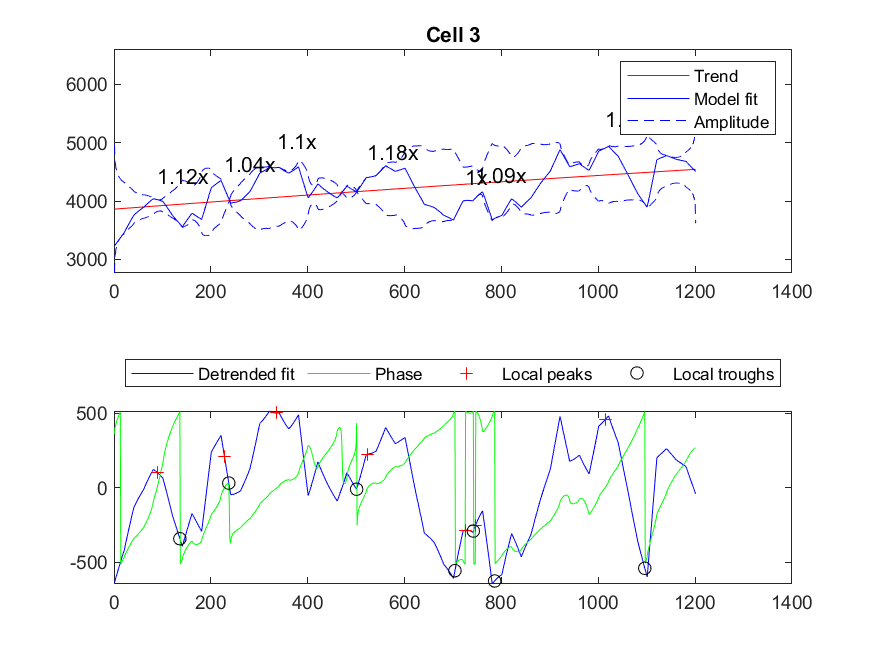 Cell 3
6000
5000
4000
3000
1.12x
1.04x
1.1x
1.18x
1x
1.09x
1.
Trend
Model fit
Amplitude
0 200 400 600 800 1000 1200 1400
Detrended fit Phase Local peaks Local troughs
500
0
-500
0 200 400 600 800 1000 1200 1400